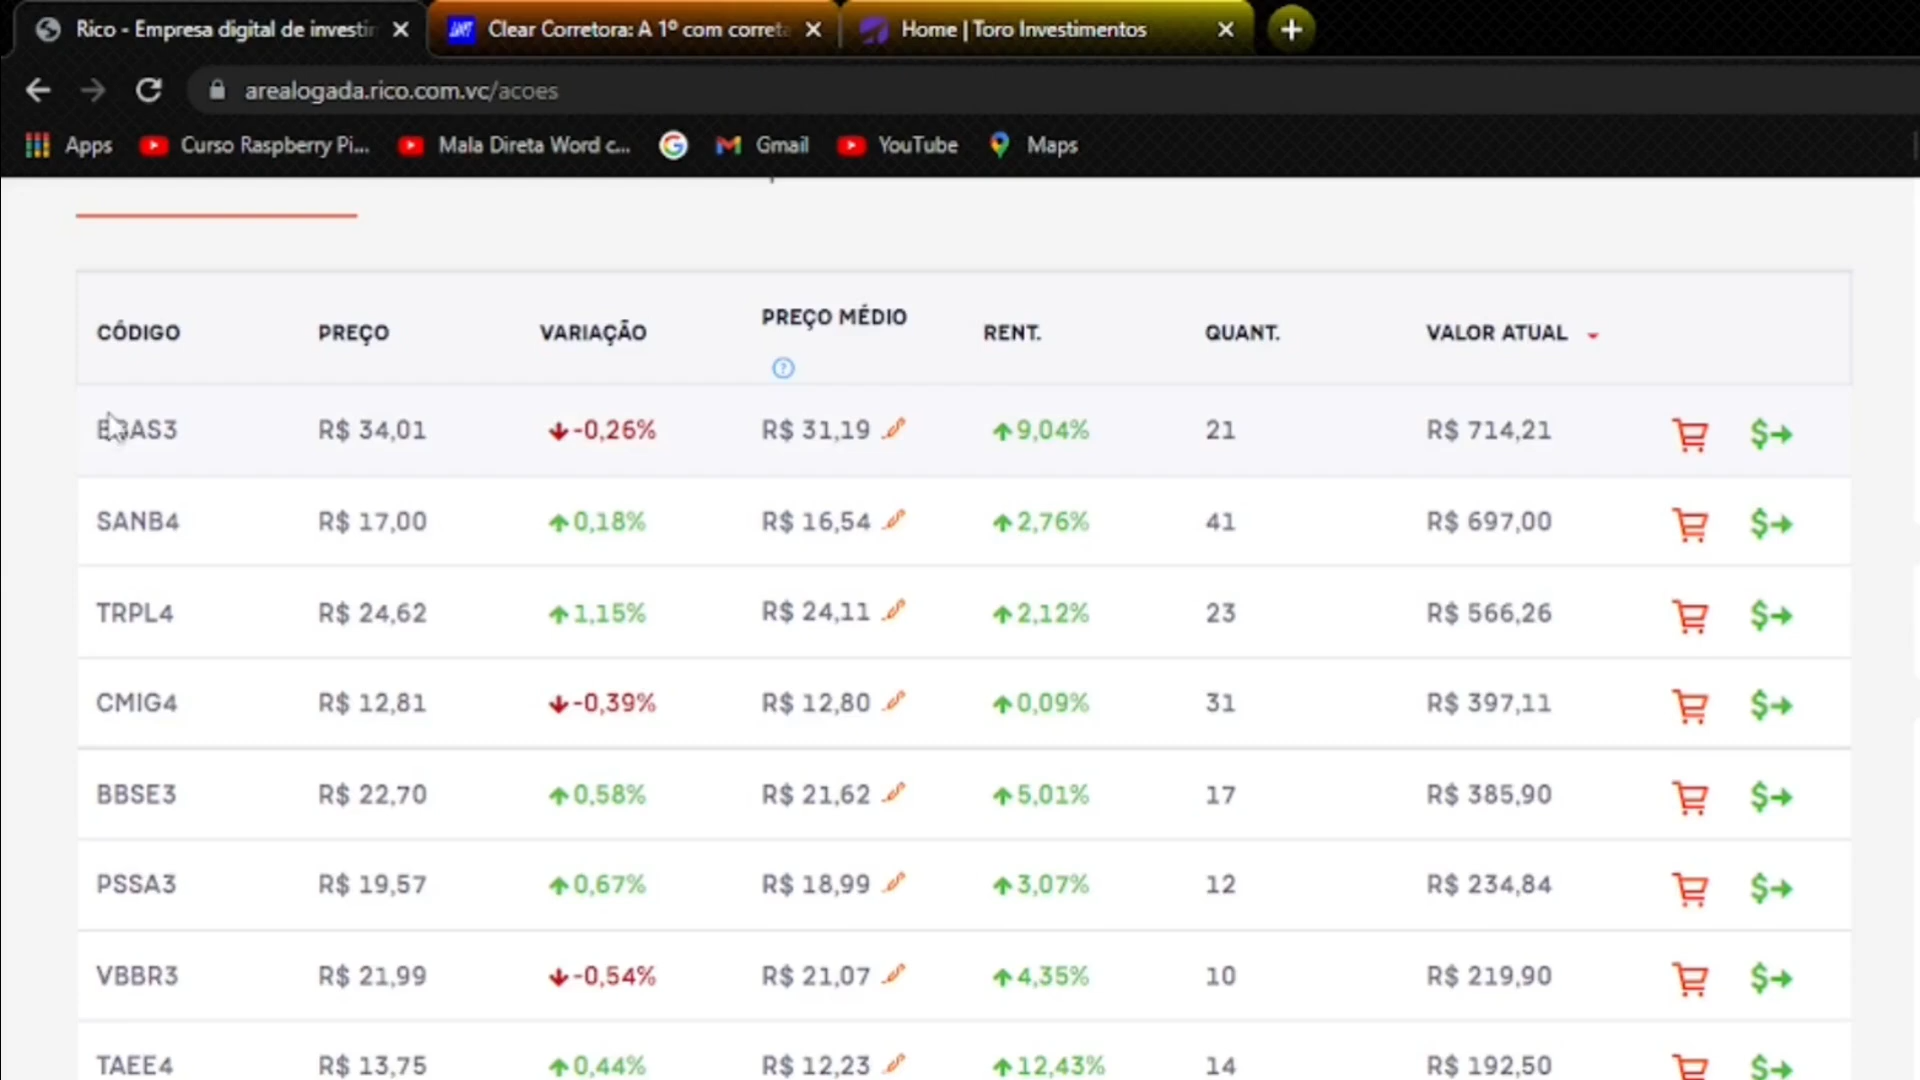 Rico - Empresa digital de investin
Clear Corretora: A 1º com correta
Home | Toro Investimentos
arealogada.rico.com.vc/acoes
Apps
Curso Raspberry Pi...
Mala Direta Word c...
Gmail
YouTube
Maps
CÓDIGO PREÇO VARIAÇÃO PREÇO MÉDIO ? RENT. QUANT. VALOR ATUAL
R$ 34,01 -0,26% R$ 31,19 9,04% 21 R$ 714,21
SANB4 R$ 17,00 0,18% R$ 16,54 2,76% 41 R$ 697,00
TRPL4 R$ 24,62 1,15% R$ 24,11 2,12% 23 R$ 566,26
CMIG4 R$ 12,81 -0,39% R$ 12,80 0,09% 31 R$ 397,11
BBSE3 R$ 22,70 0,58% R$ 21,62 5,01% 17 R$ 385,90
PSSA3 R$ 19,57 0,67% R$ 18,99 3,07% 12 R$ 234,84
VBBR3 R$ 21,99 -0,54% R$ 21,07 4,35% 10 R$ 219,90
TAEE4 R$ 13,75 0,44% R$ 12,23 12,43% 14 R$ 192,50